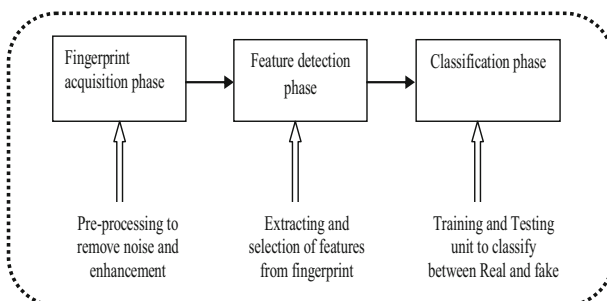 Fingerprint
acquisition phase
Feature detection
phase
Classification phase
Pre-processing to
remove noise and
enhancement
Extracting and
selection of features
from fingerprint
Training and Testing
unit to classify
between Real and fake